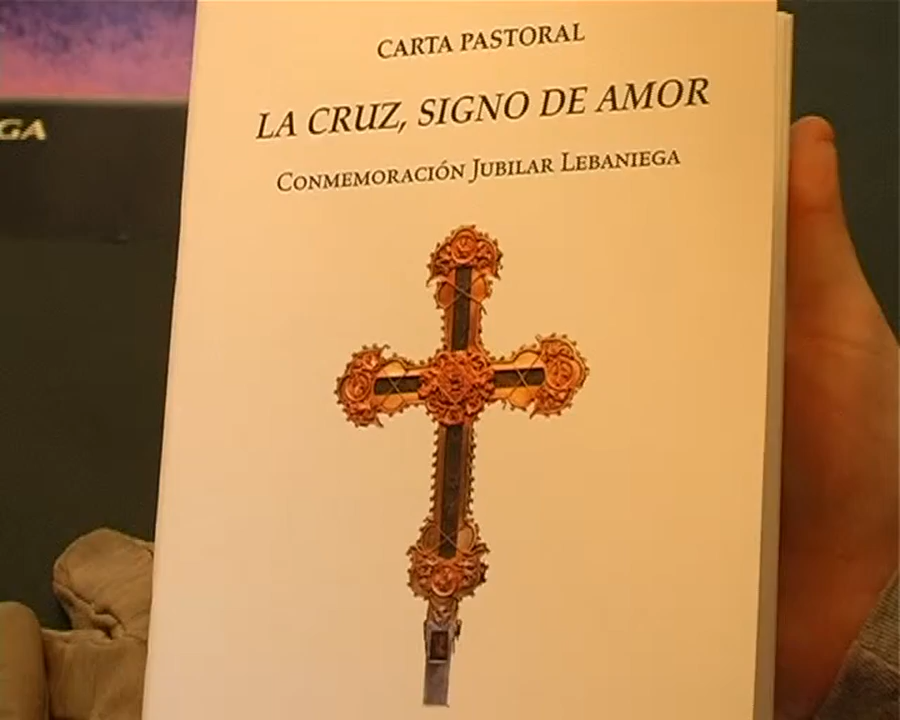 CARTA PASTORAL
LA CRUZ, SIGNO DE AMOR
CONMEMORACIÓN JUBILAR LEBANIEGA
GA